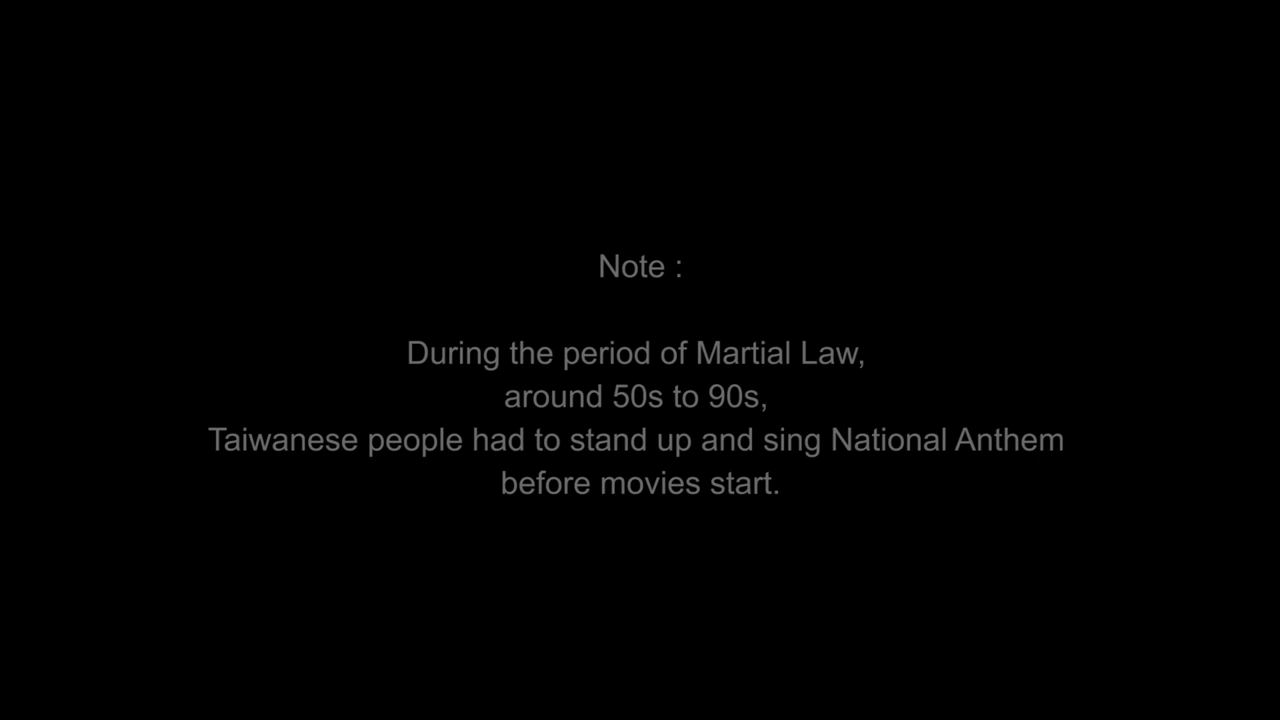 Note :
During the period of Martial Law,
around 50s to 90s,
Taiwanese people had to stand up and sing National Anthem
before movies start.